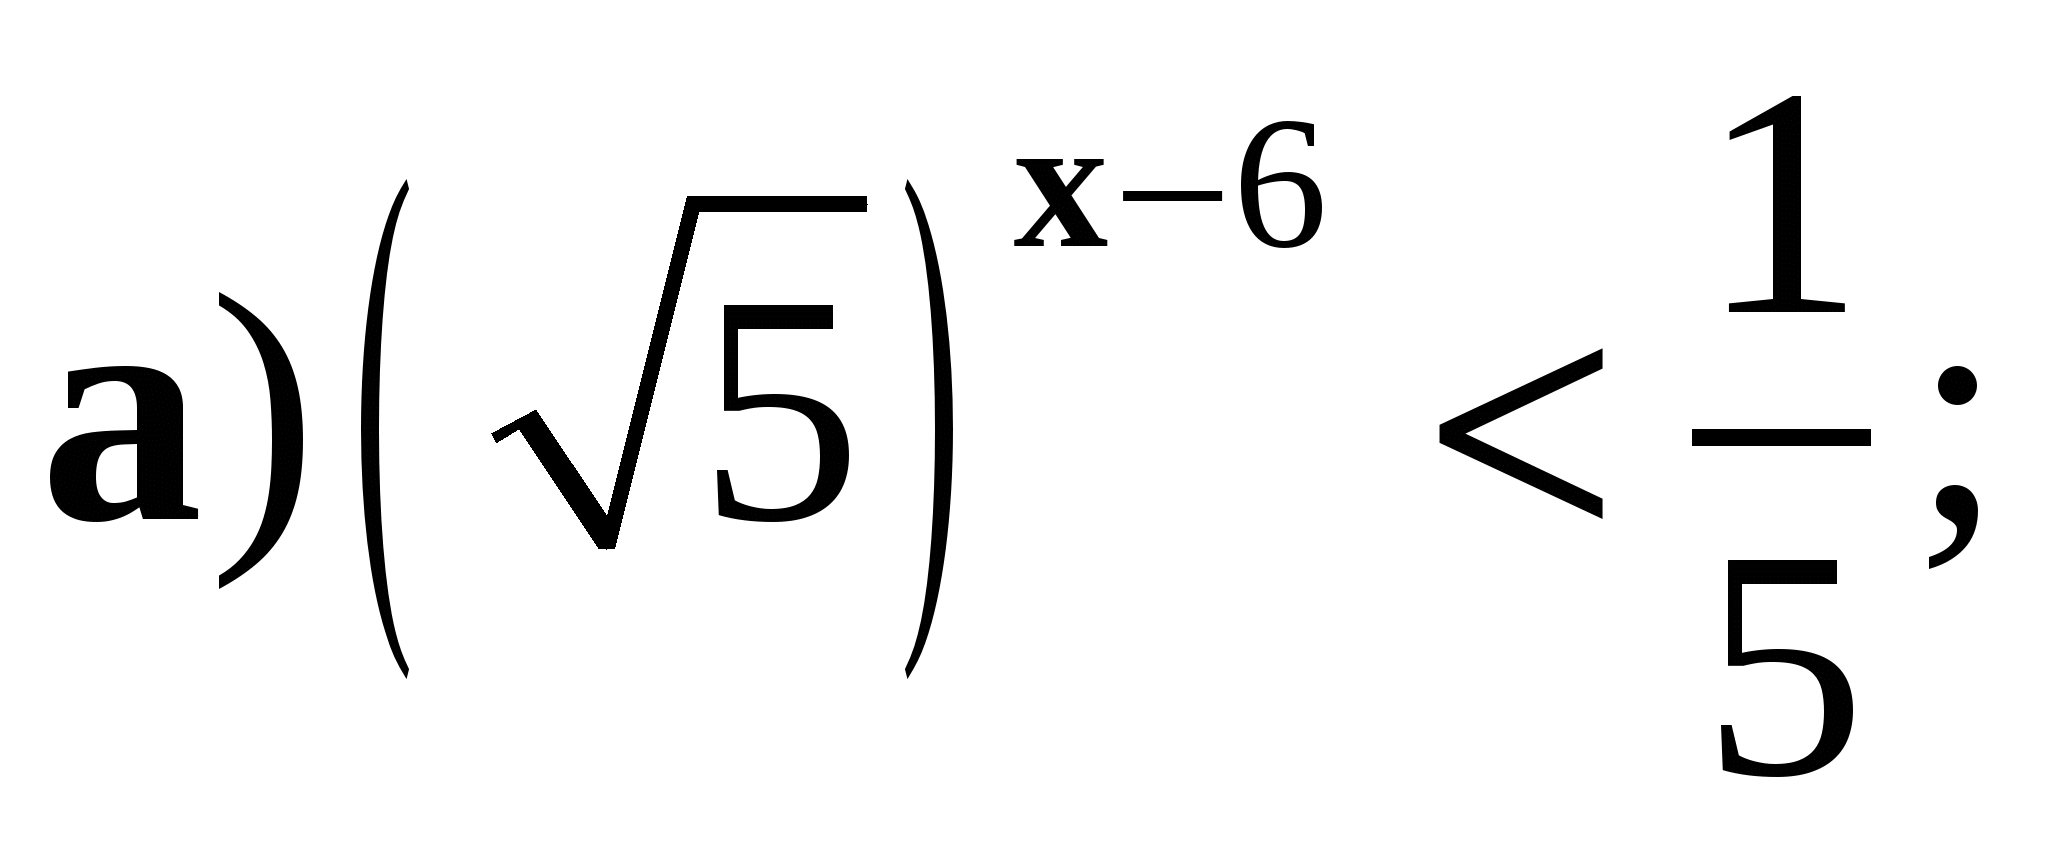 a) (√5)^{x−6} < 1/5;